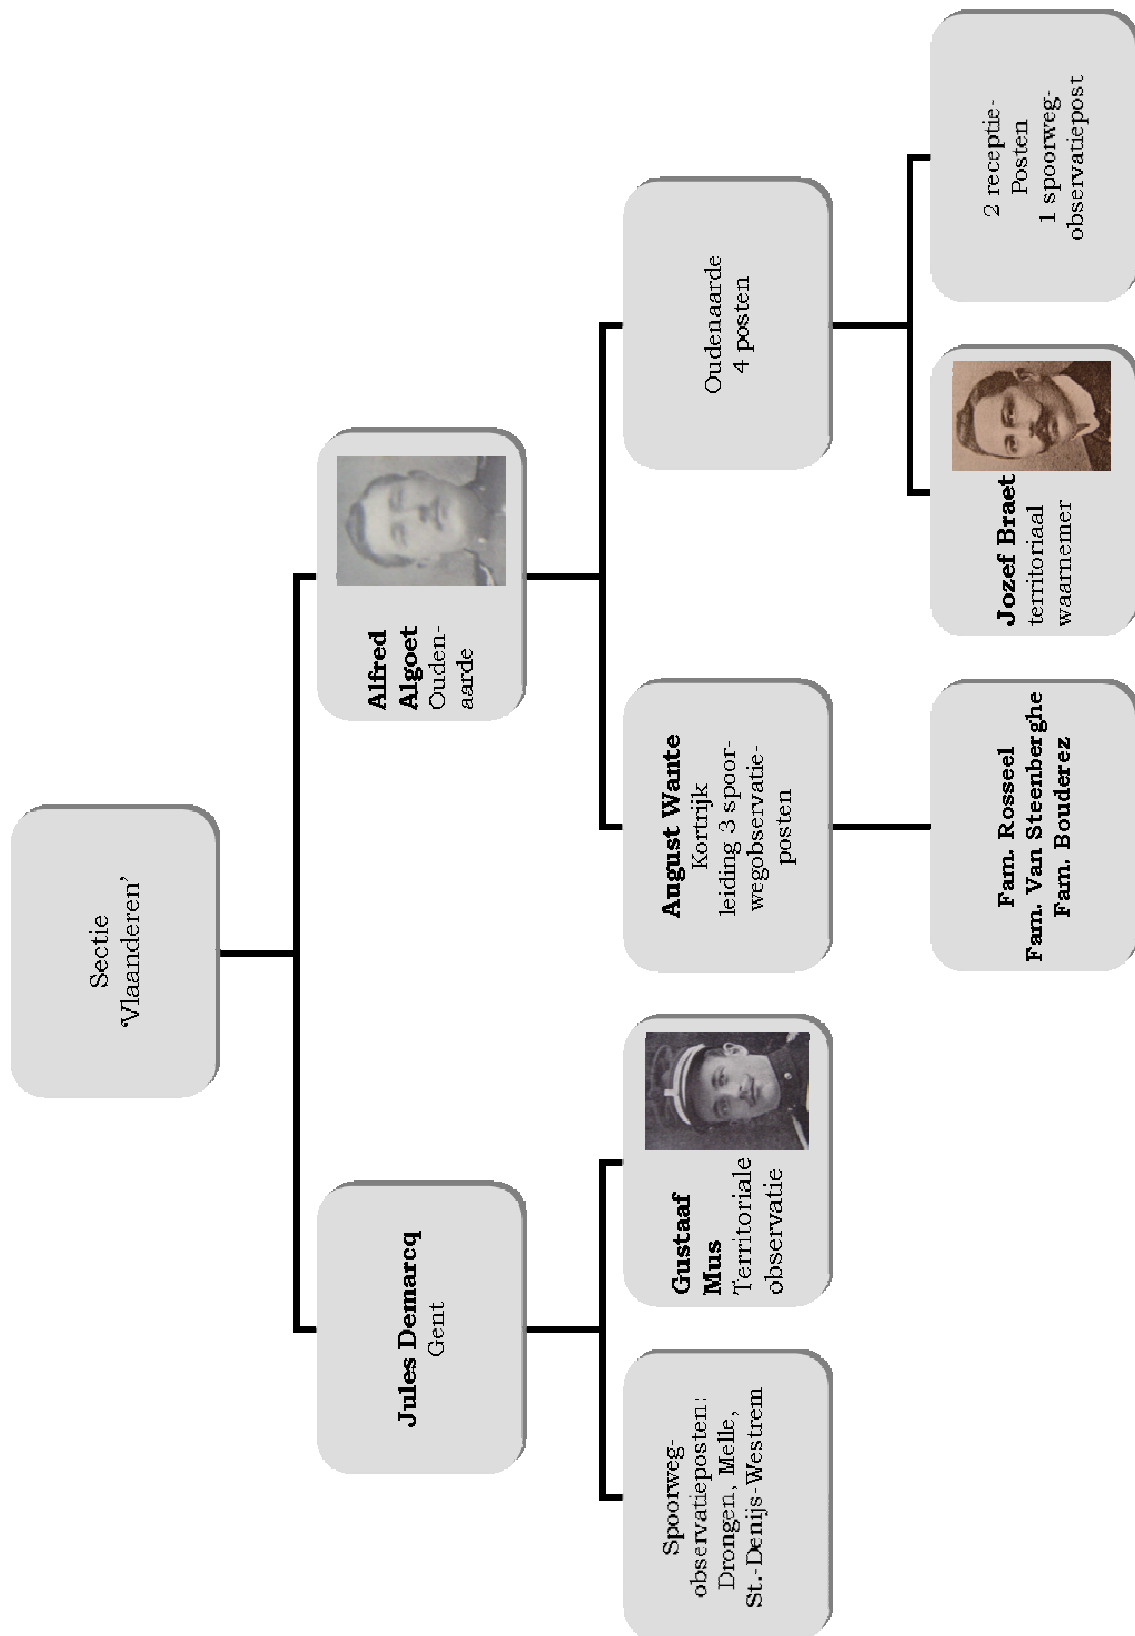 Sectie
'Vlaanderen'
Jules Demarcq
Gent
Alfred
Algoet
Ouden-
aarde
Spoorweg-
observatieposten:
Drongen, Melle,
St.-Denijs-Westrem
Gustaaf
Mus
Territoriale
observatie
August Wante
Kortrijk
leiding 3 spoor-
wegobservatie-
posten
Oudenaarde
4 posten
Fam. Rosseel
Fam. Van Steenberghe
Fam. Bouderez
Jozef Braet
territoriaal
waarnemer
2 receptie-
Posten
1 spoorweg-
observatiepost